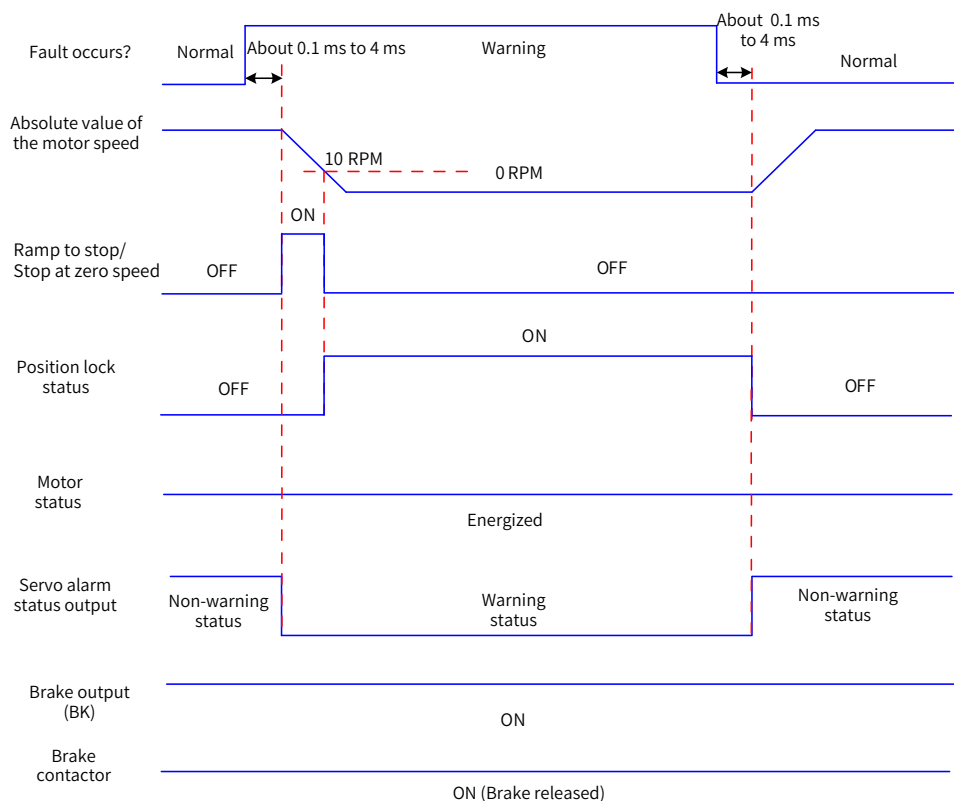 Fault occurs?
Normal
About 0.1 ms to 4 ms
Warning
About 0.1 ms
to 4 ms
Normal
Absolute value of
the motor speed
10 RPM
0 RPM
Ramp to stop/
Stop at zero speed
OFF
ON
OFF
Position lock
status
OFF
ON
OFF
Motor
status
Energized
Servo alarm
status output
Non-warning
status
Warning
status
Non-warning
status
Brake output
(BK)
ON
Brake
contactor
ON (Brake released)